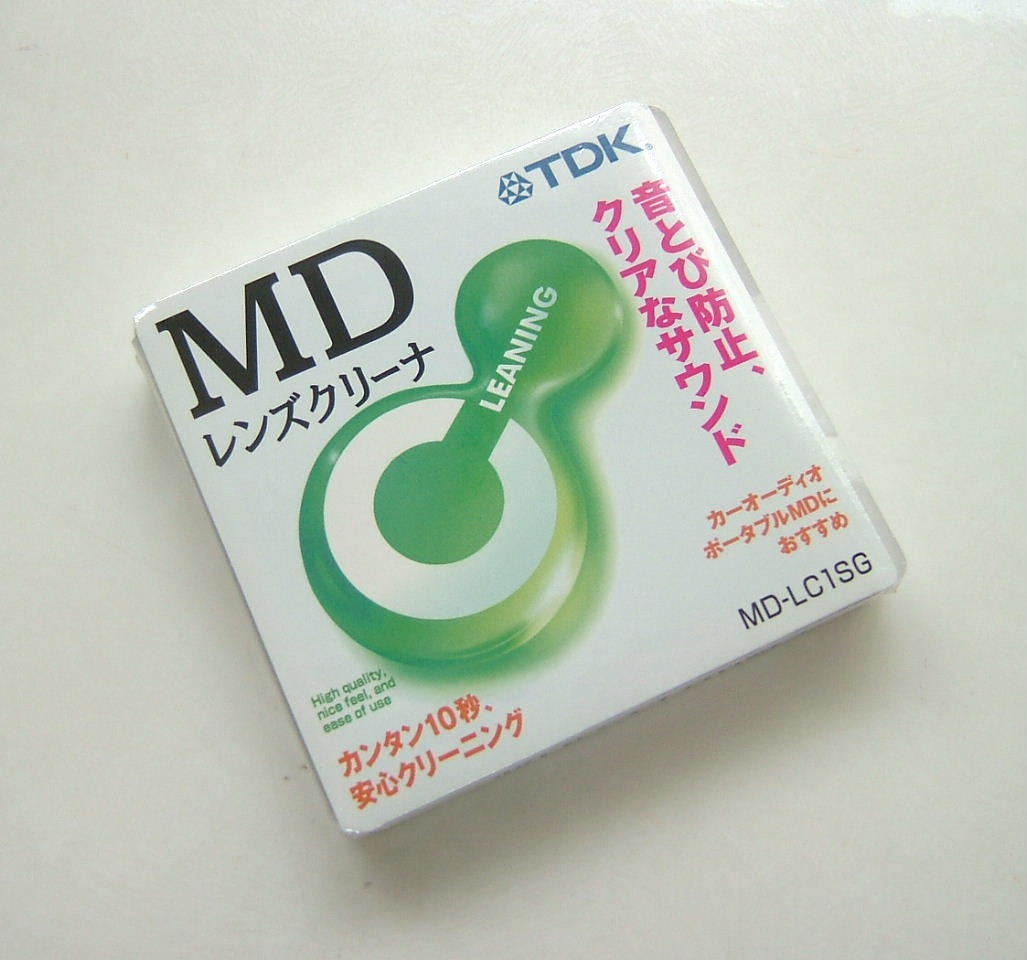 TDK®
MD
レンズクリーナ
音とび防止、
クリアなサウンド
LEANING
カーオーディオ
ポータブルMDに
おすすめ
MD-LC1SG
High quality,
nice feel, and
ease of use
カンタン10秒、
安心クリーニング